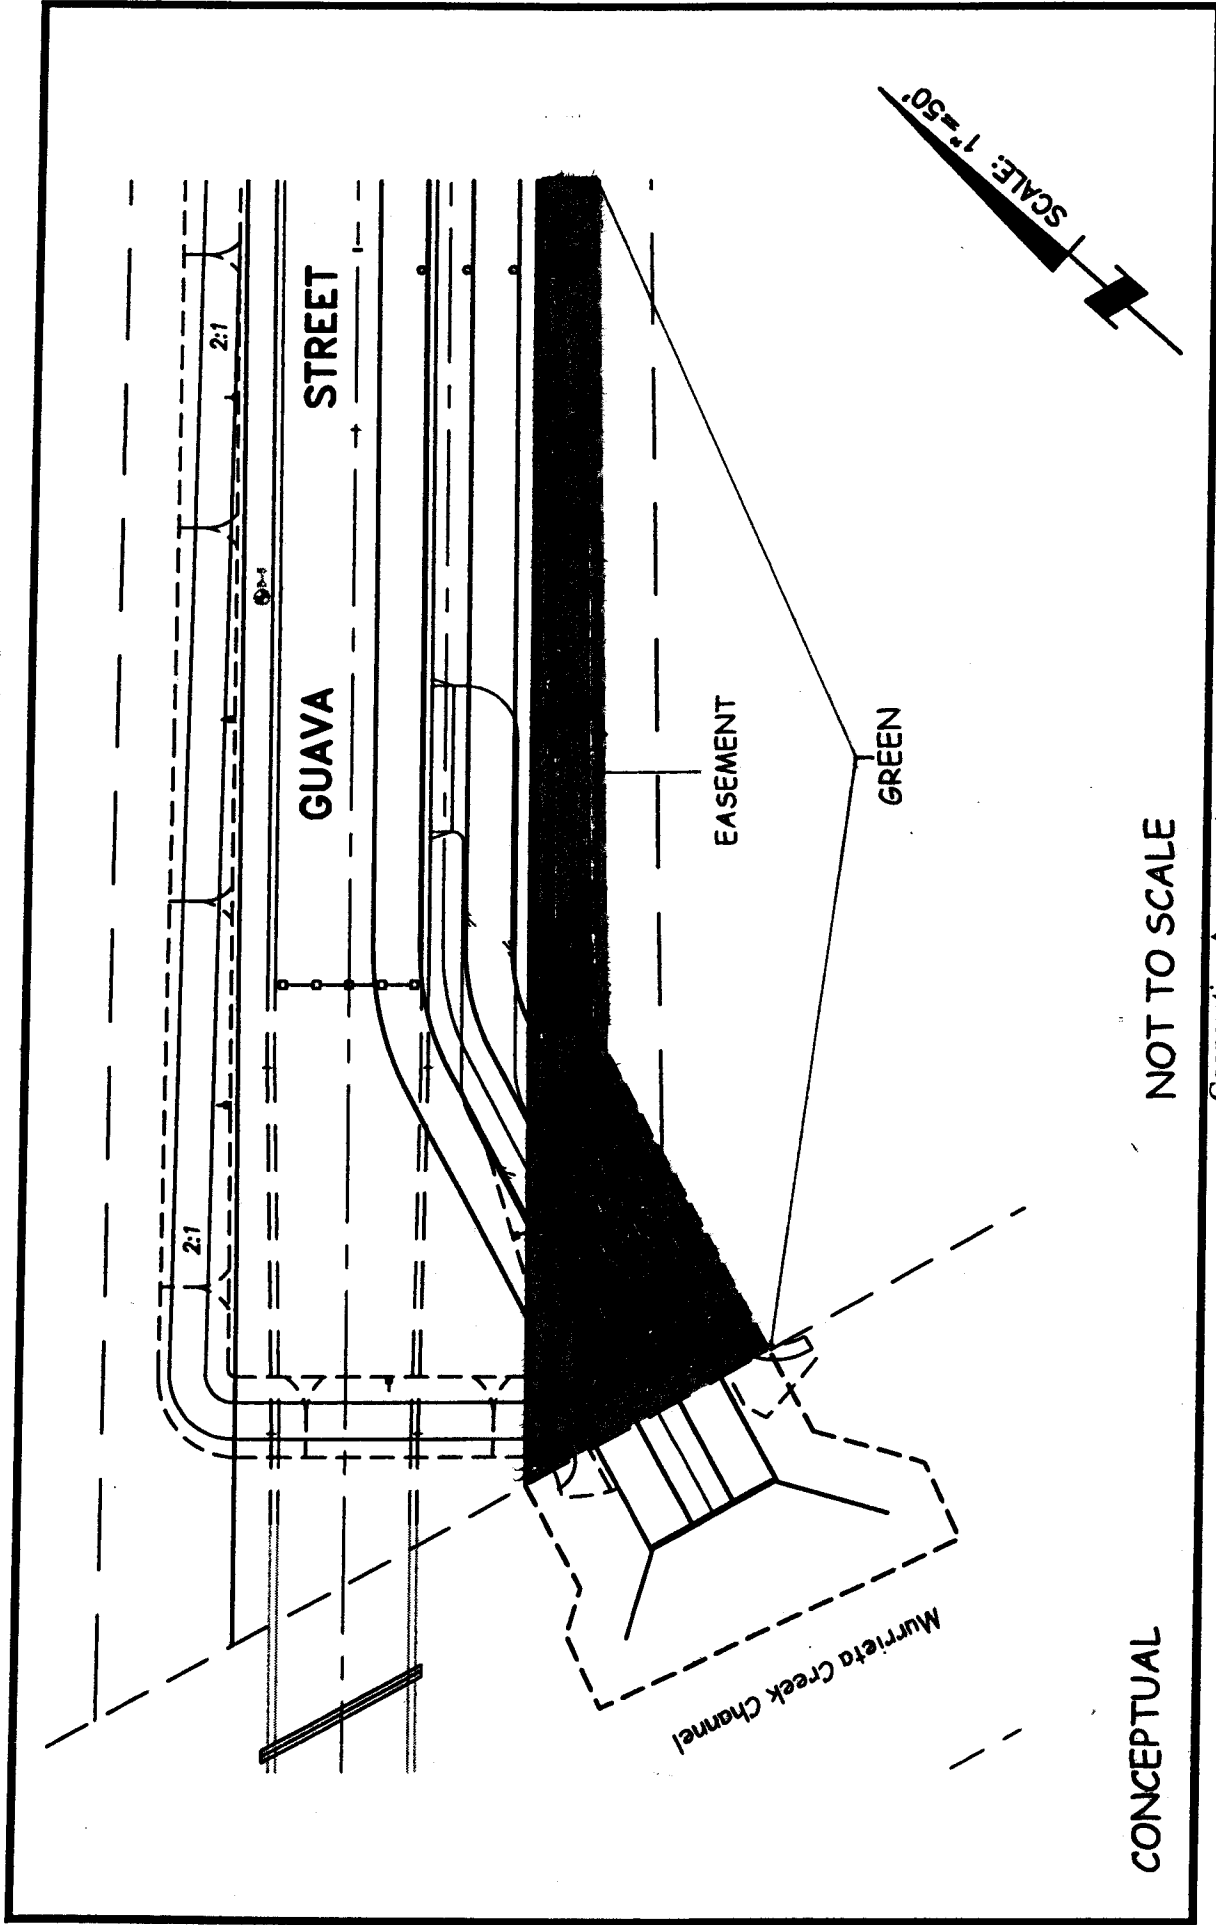 GUAVA STREET
2:1
2:1
EASEMENT
GREEN
SCALE: 1"=50'
Murrieta Creek Channel
CONCEPTUAL
NOT TO SCALE